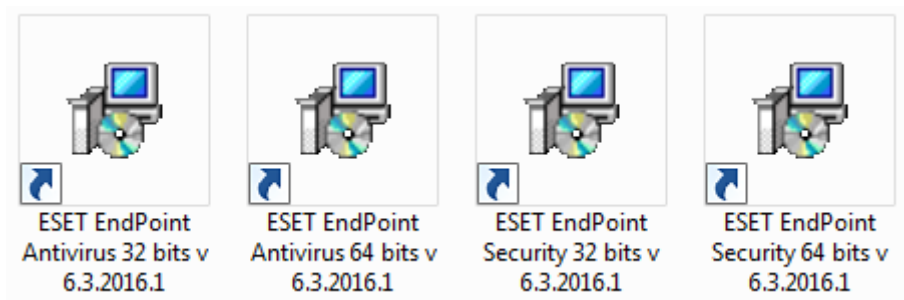 ESET EndPoint
Antivirus 32 bits v
6.3.2016.1
ESET EndPoint
Antivirus 64 bits v
6.3.2016.1
ESET EndPoint
Security 32 bits v
6.3.2016.1
ESET EndPoint
Security 64 bits v
6.3.2016.1